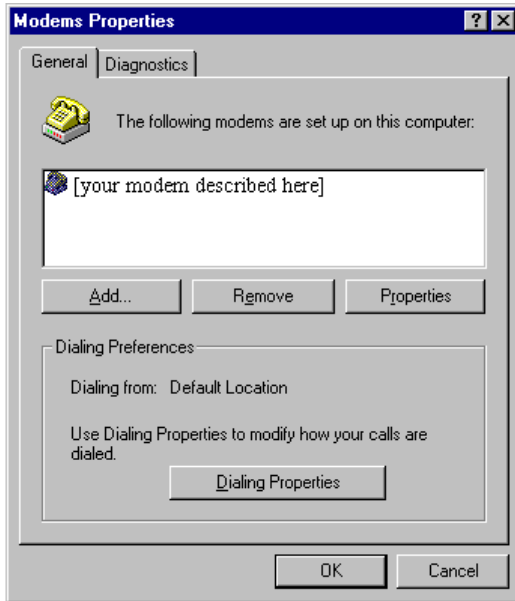 Modems Properties
? X
General Diagnostics
The following modems are set up on this computer:
[your modem described here]
Add... Remove Properties
Dialing Preferences
Dialing from: Default Location
Use Dialing Properties to modify how your calls are
dialed.
Dialing Properties
OK Cancel